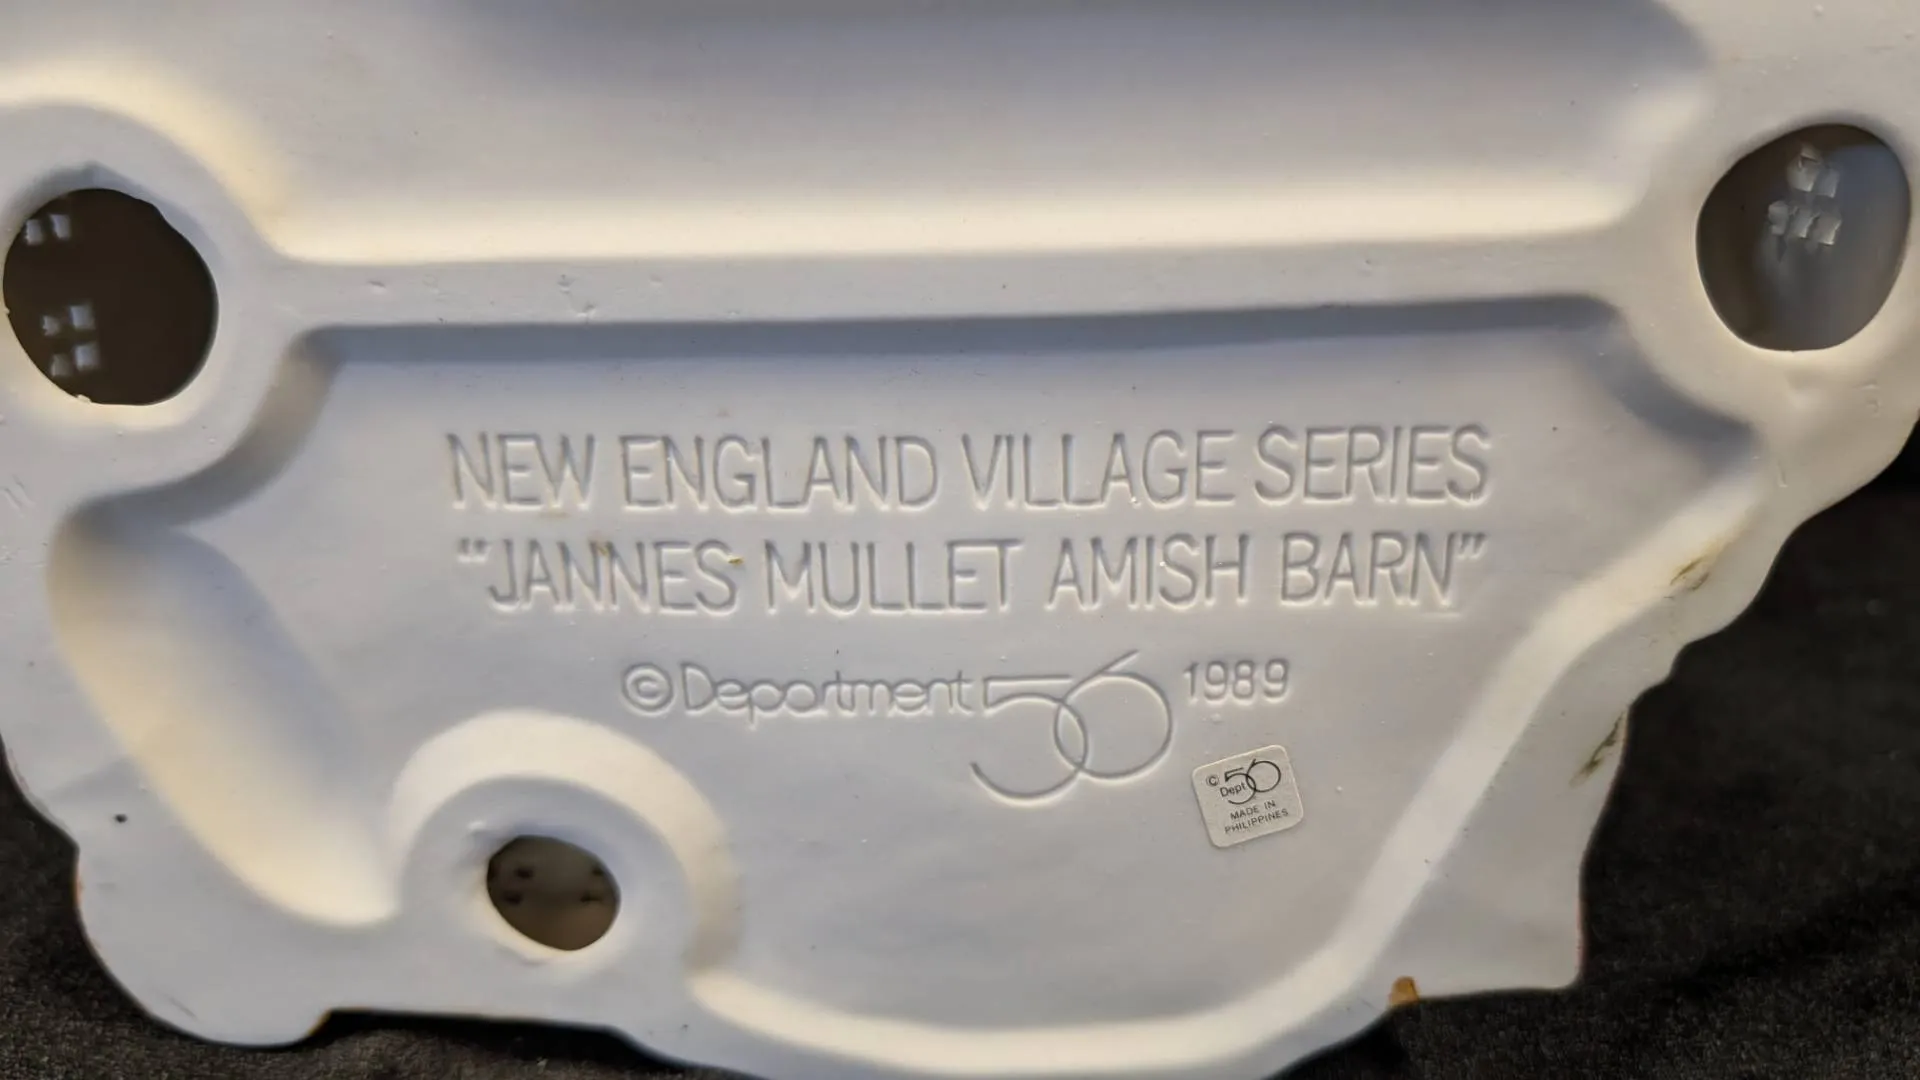 NEW ENGLAND VILLAGE SERIES
“JANNES MULLET AMISH BARN”
©Department 56 1989
© Dept 56
MADE IN
PHILIPPINES